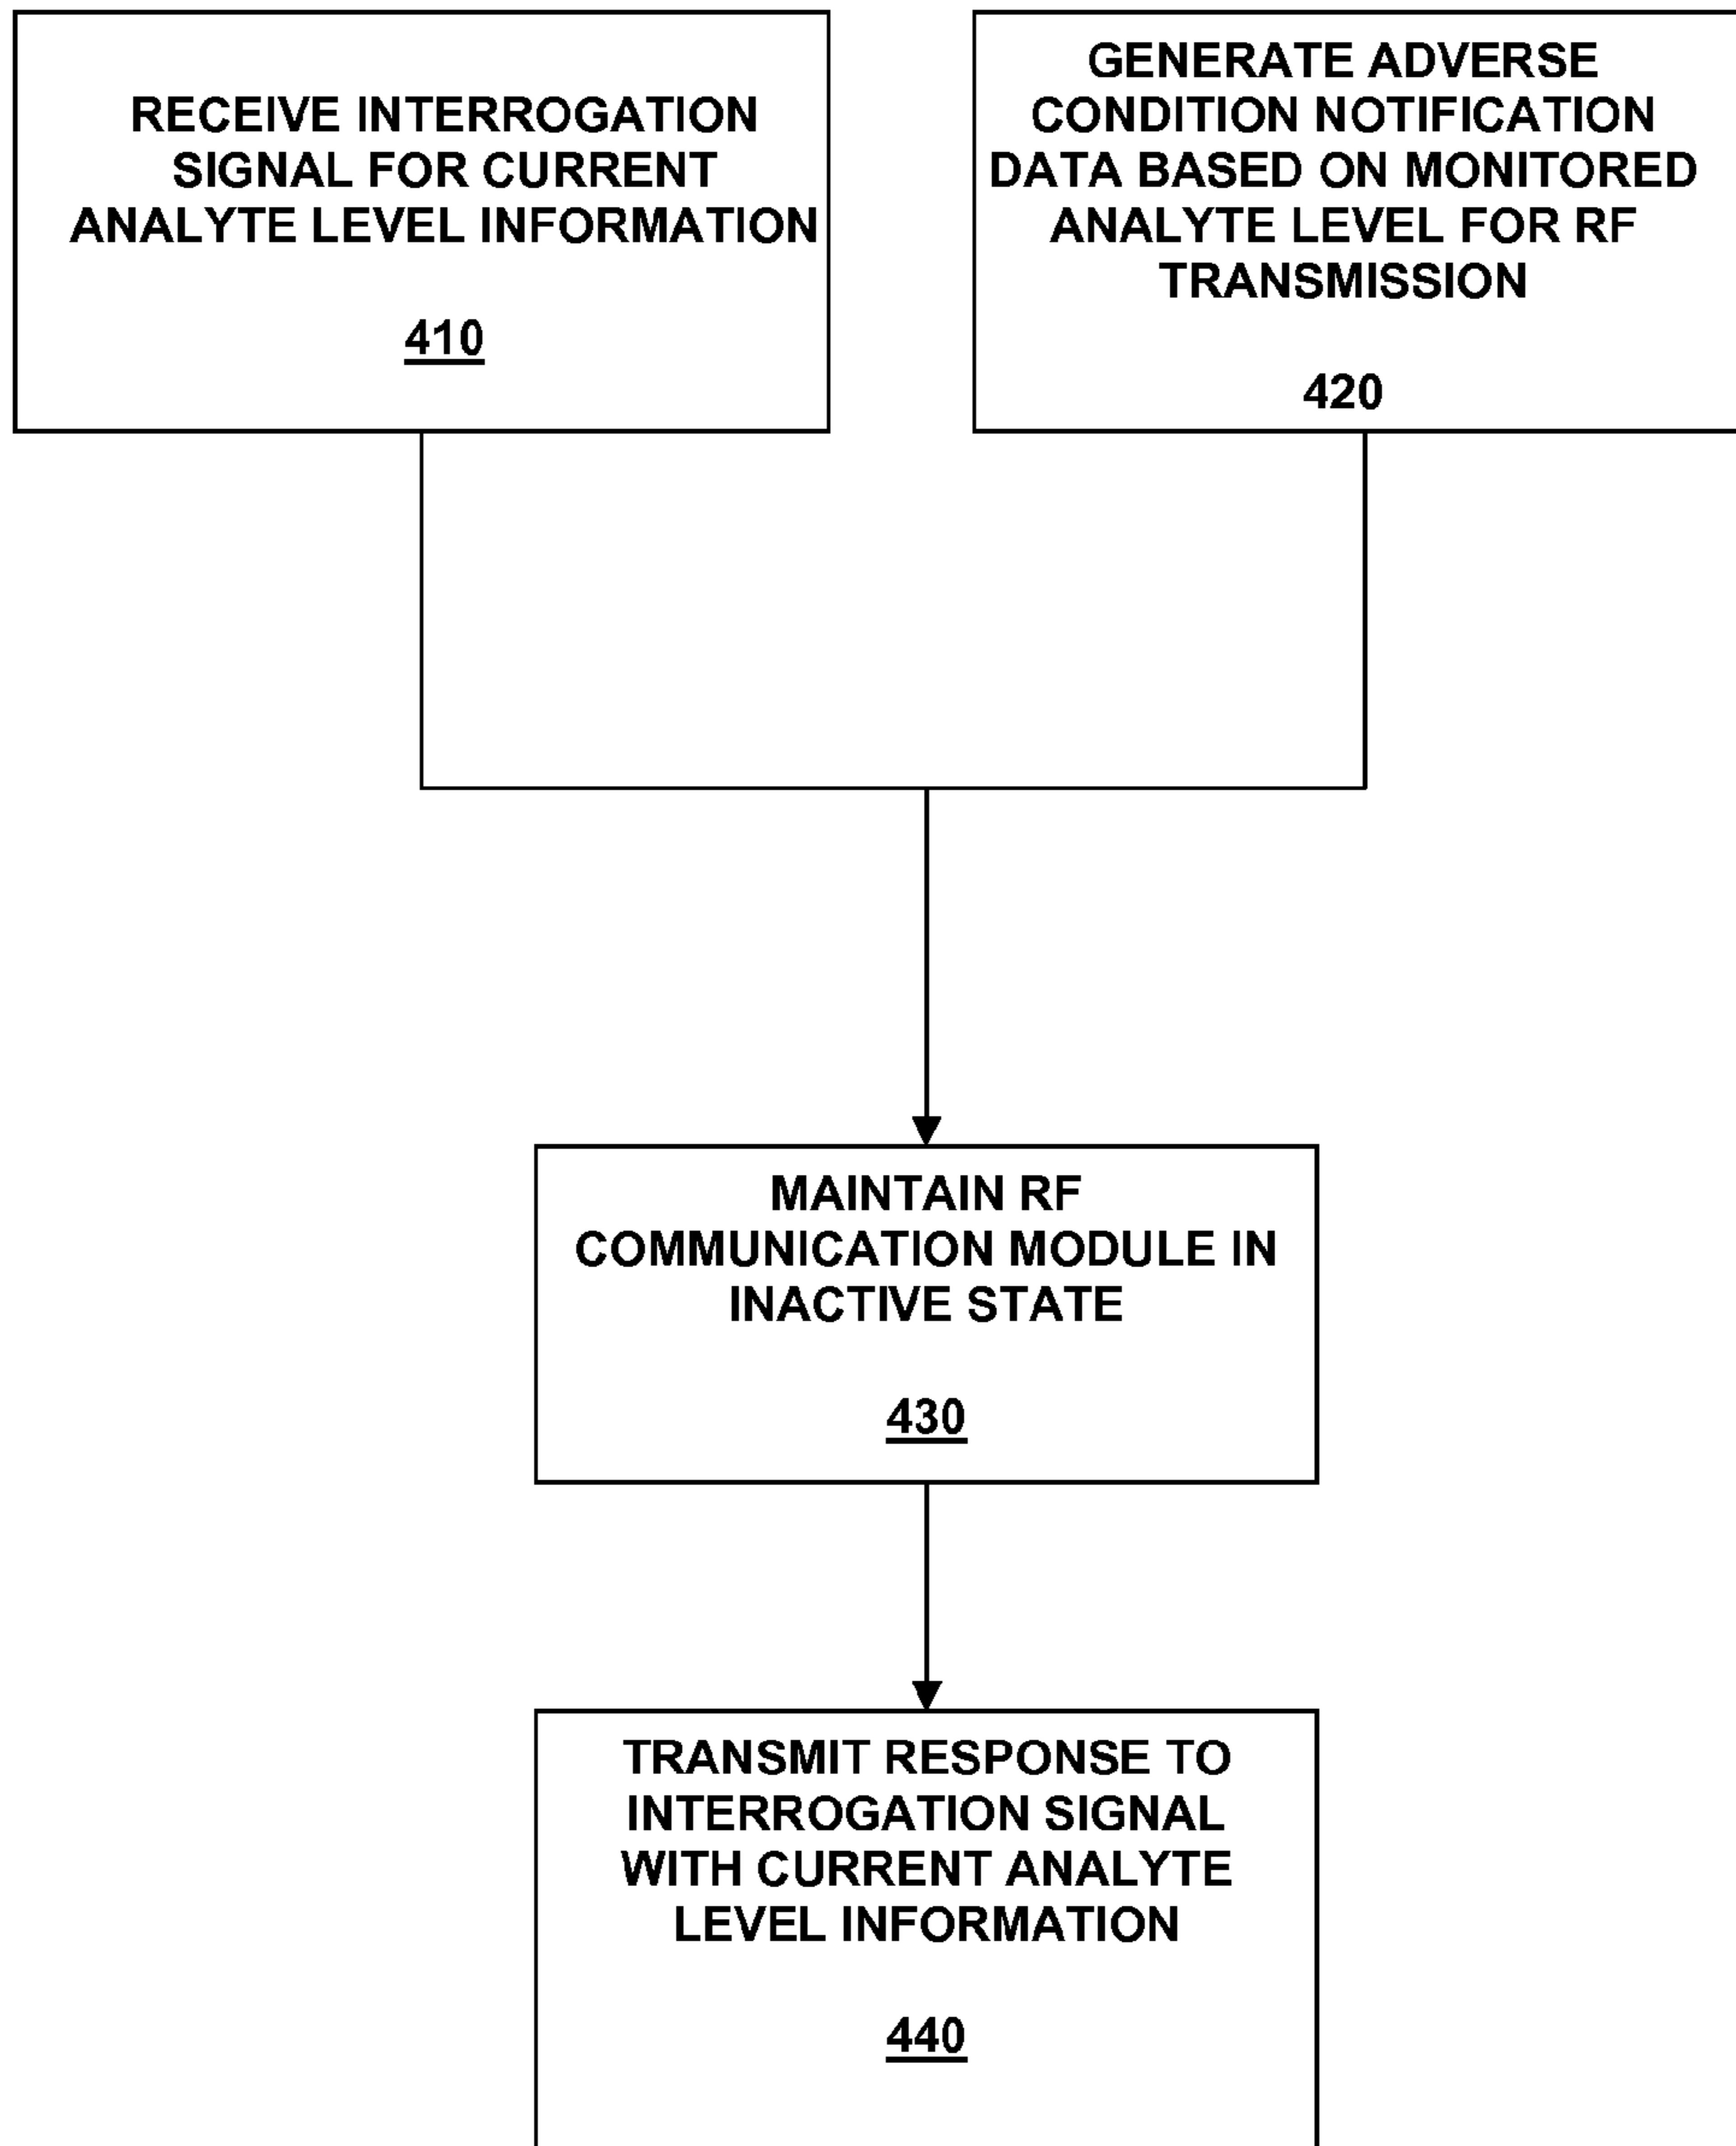 RECEIVE INTERROGATION
SIGNAL FOR CURRENT
ANALYTE LEVEL INFORMATION
410
GENERATE ADVERSE
CONDITION NOTIFICATION
DATA BASED ON MONITORED
ANALYTE LEVEL FOR RF
TRANSMISSION
420
MAINTAIN RF
COMMUNICATION MODULE IN
INACTIVE STATE
430
TRANSMIT RESPONSE TO
INTERROGATION SIGNAL
WITH CURRENT ANALYTE
LEVEL INFORMATION
440